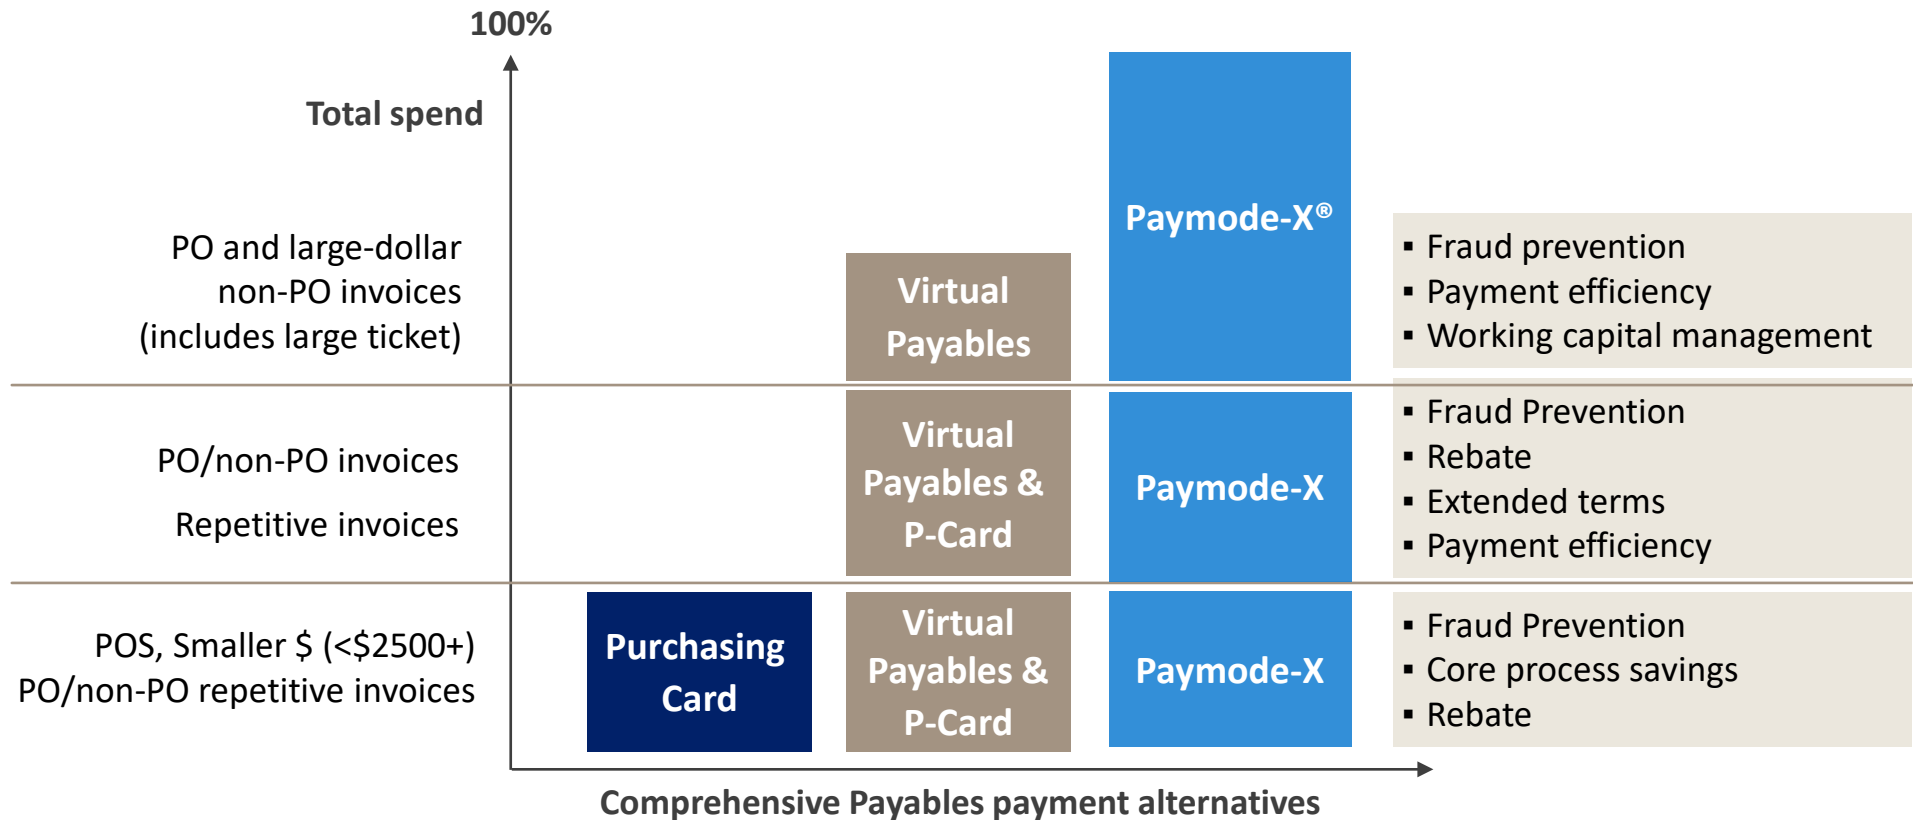 100%
Total spend
PO and large-dollar
non-PO invoices
(includes large ticket)
Virtual
Payables
Paymode-X®
▪ Fraud prevention
▪ Payment efficiency
▪ Working capital management
PO/non-PO invoices
Repetitive invoices
Virtual
Payables &
P-Card
Paymode-X
▪ Fraud Prevention
▪ Rebate
▪ Extended terms
▪ Payment efficiency
POS, Smaller $ (<$2500+)
PO/non-PO repetitive invoices
Purchasing
Card
Virtual
Payables &
P-Card
Paymode-X
▪ Fraud Prevention
▪ Core process savings
▪ Rebate
Comprehensive Payables payment alternatives